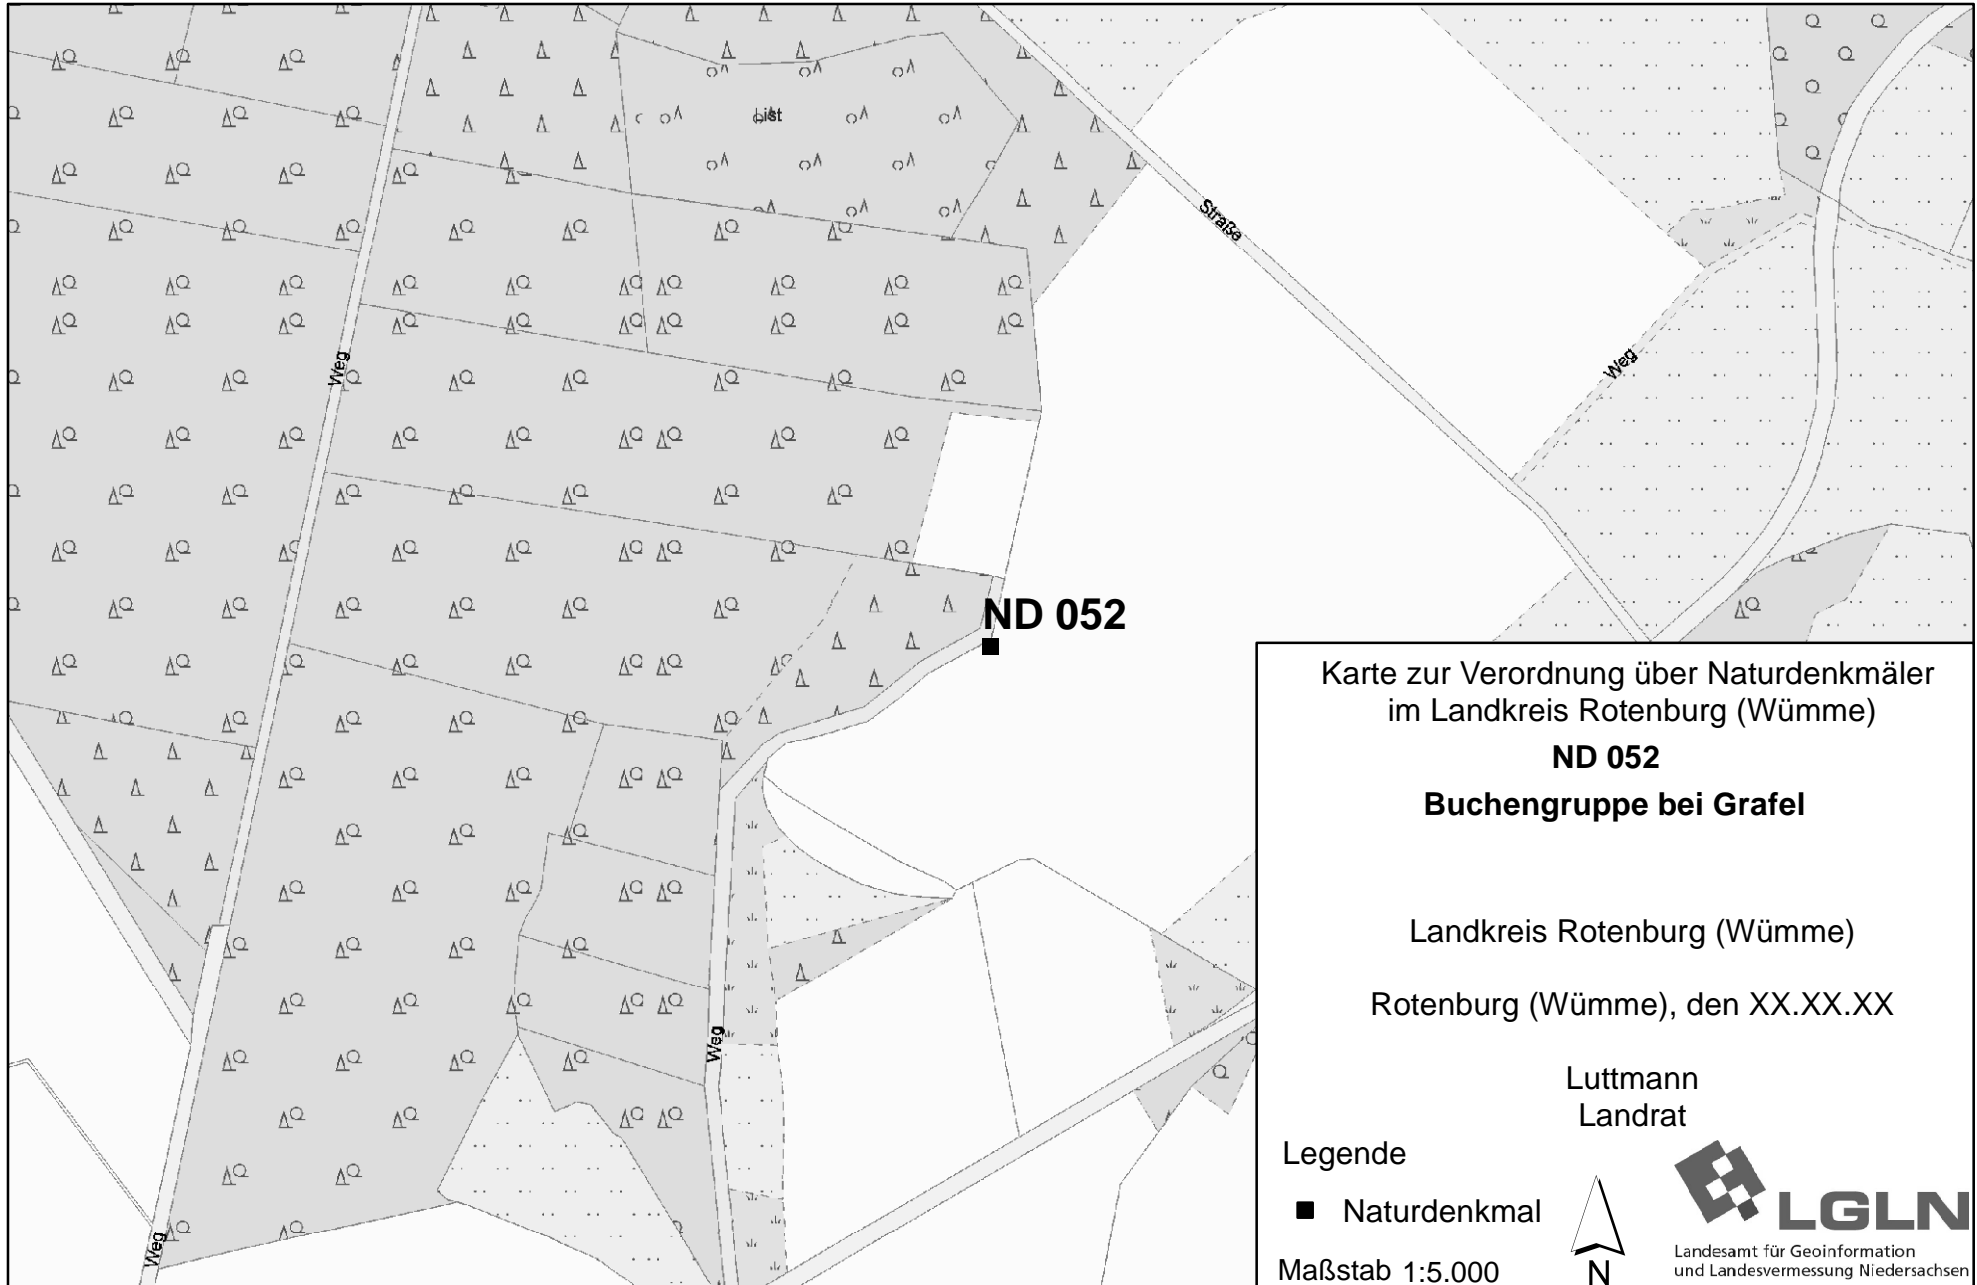 List
Straße
Weg
Weg
ND 052
Weg
Weg
Karte zur Verordnung über Naturdenkmäler
im Landkreis Rotenburg (Wümme)
ND 052
Buchengruppe bei Grafel
Landkreis Rotenburg (Wümme)
Rotenburg (Wümme), den XX.XX.XX
Luttmann
Landrat
Legende
Naturdenkmal
Maßstab 1:5.000
N
LGLN
Landesamt für Geoinformation
und Landesvermessung Niedersachsen